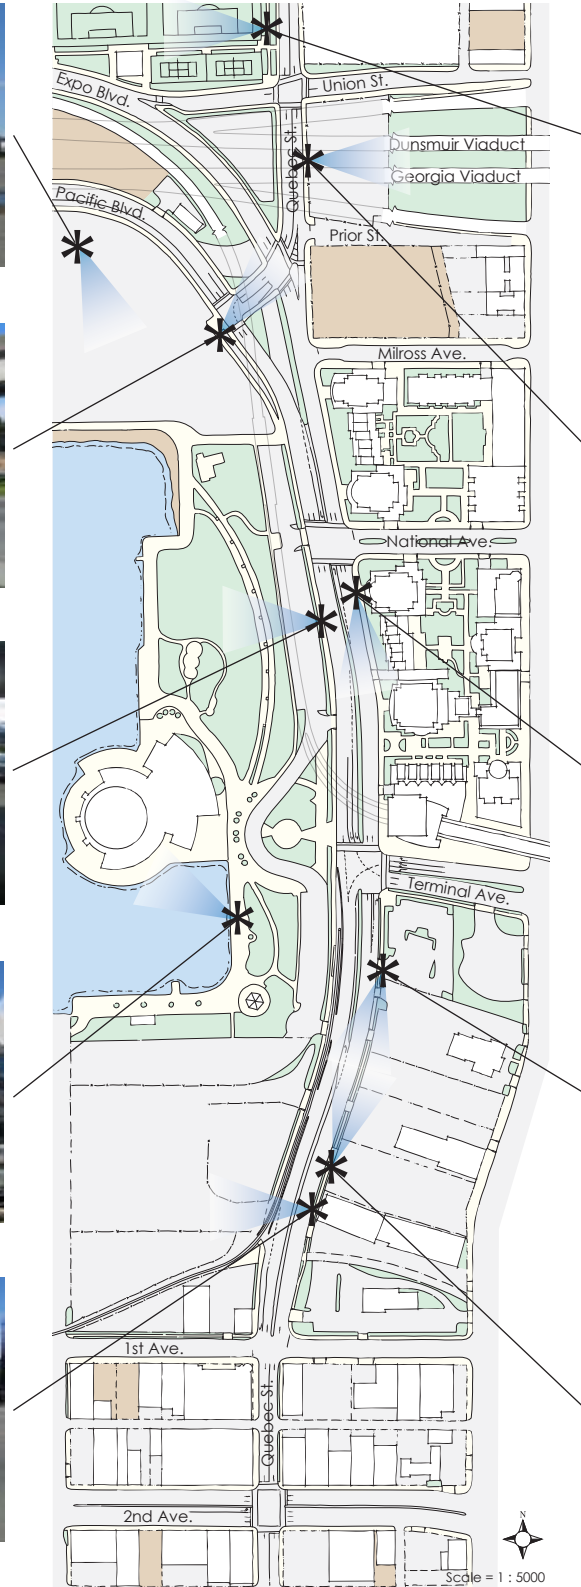 Expo Blvd.
Union St.
Quebec St.
Dunsmuir Viaduct
Georgia Viaduct
Pacific Blvd.
Prior St.
Milross Ave.
National Ave.
Terminal Ave.
1st Ave.
Quebec St.
2nd Ave.
N
Scale = 1 : 5000